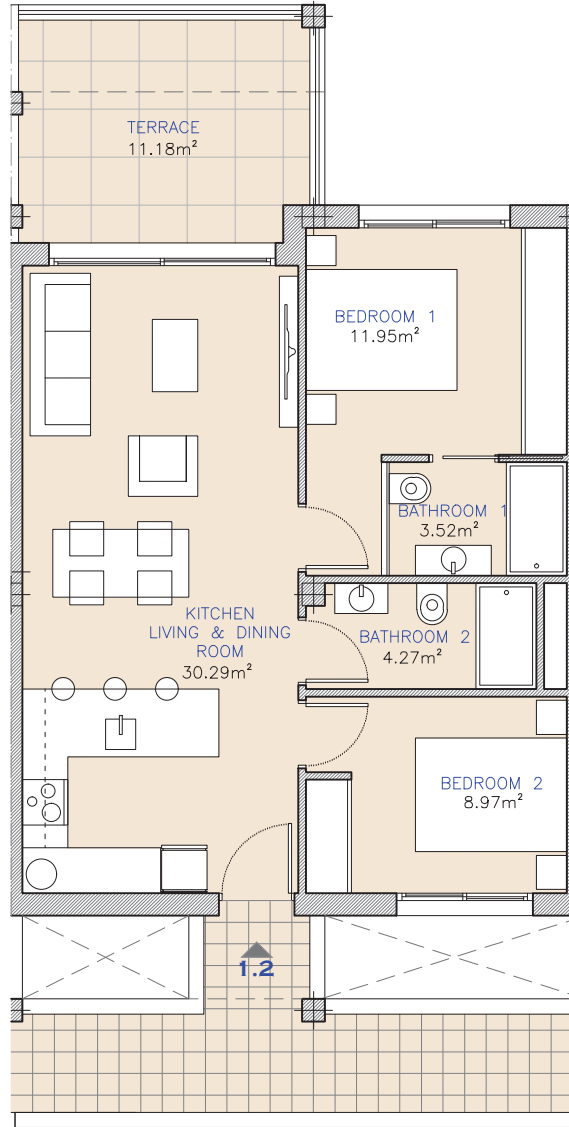 TERRACE
11.18m²
BEDROOM 1
11.95m²
BATHROOM 1
3.52m²
KITCHEN
LIVING & DINING
ROOM
30.29m²
BATHROOM 2
4.27m²
BEDROOM 2
8.97m²
1.2